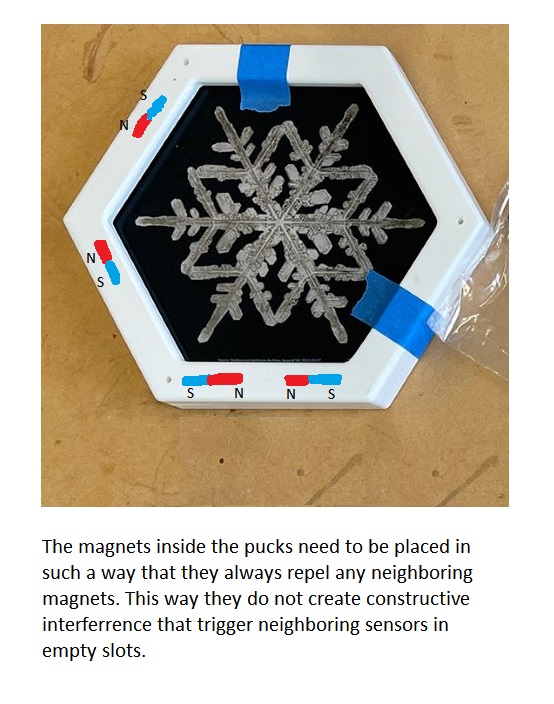 S
N
N
S
S N N S
The magnets inside the pucks need to be placed in
such a way that they always repel any neighboring
magnets. This way they do not create constructive
interferrence that trigger neighboring sensors in
empty slots.